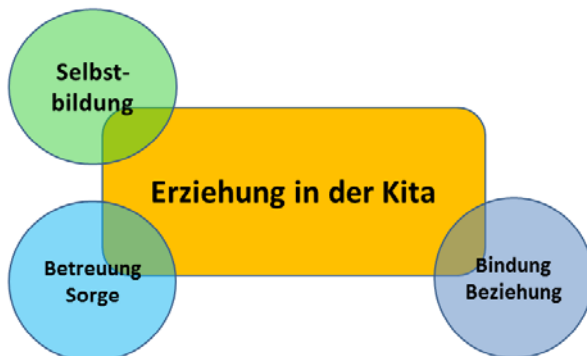 Selbst-
bildung
Erziehung in der Kita
Betreuung
Sorge
Bindung
Beziehung